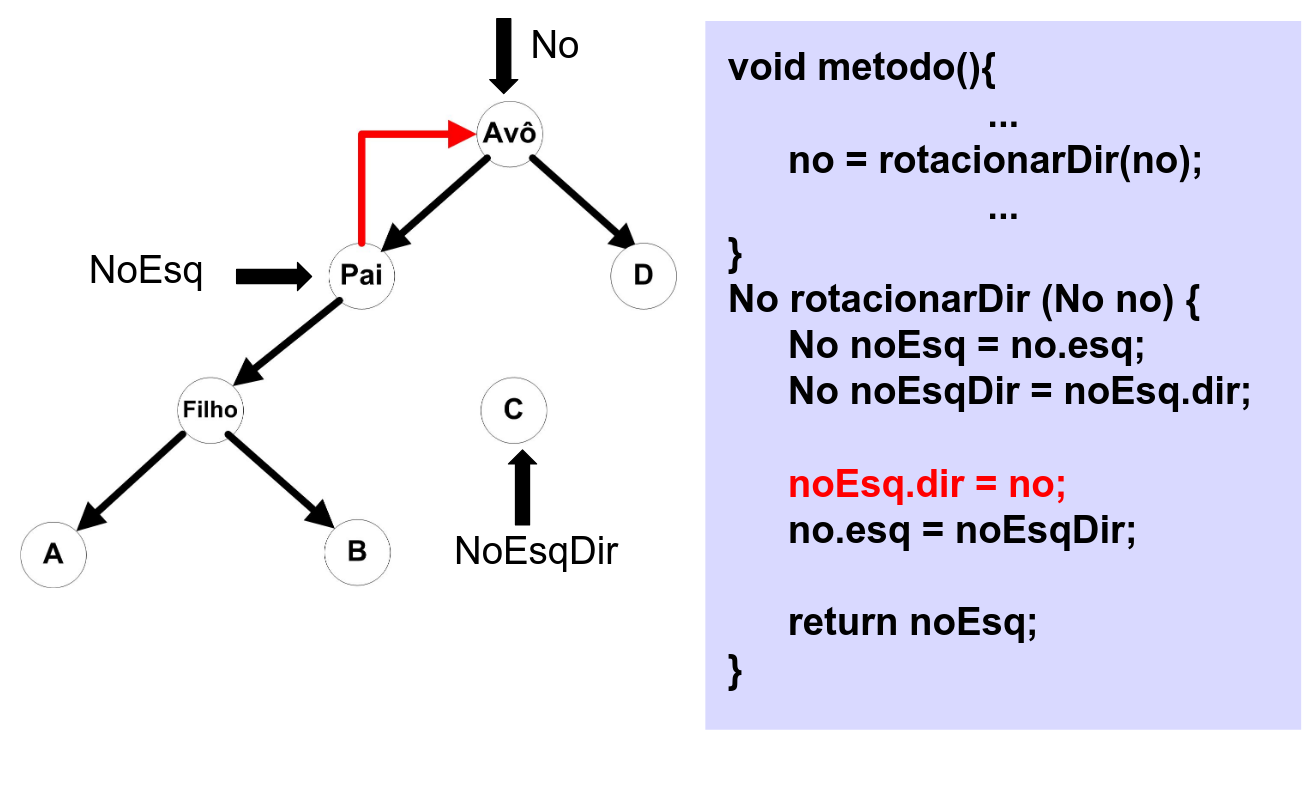 No
Avô
NoEsq
Pai
D
Filho
C
A
B
NoEsqDir
void metodo(){
...
no = rotacionarDir(no);
...
}
No rotacionarDir (No no) {
No noEsq = no.esq;
No noEsqDir = noEsq.dir;
noEsq.dir = no;
no.esq = noEsqDir;
return noEsq;
}